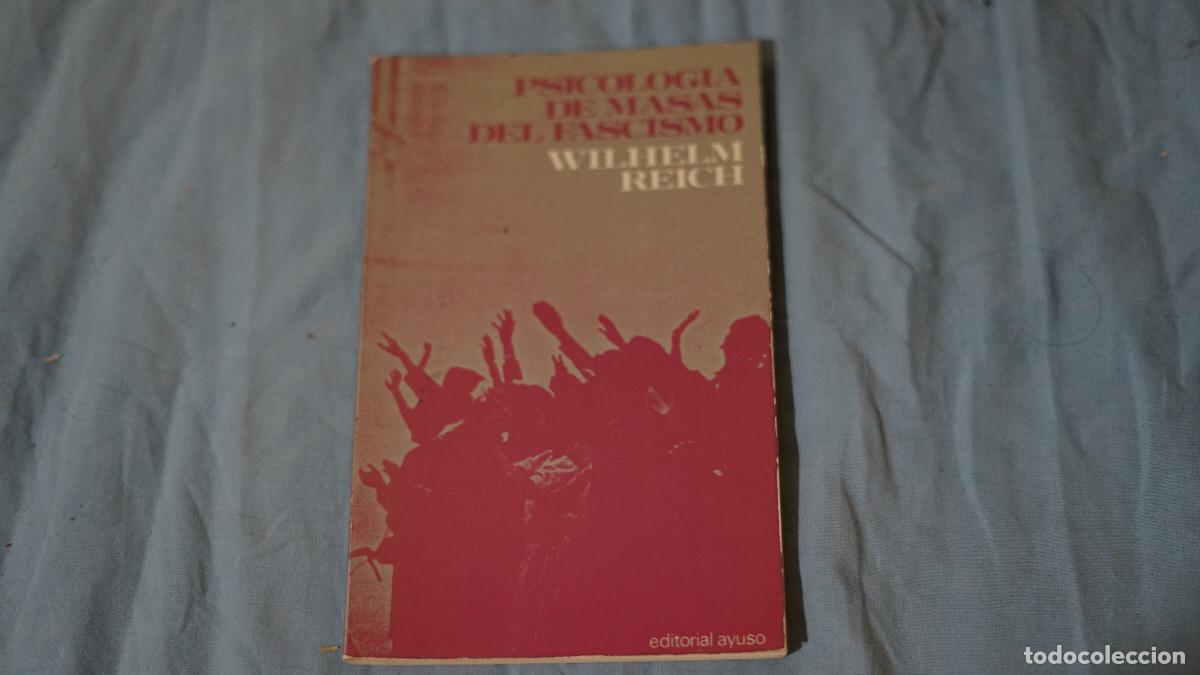 PSICOLOGIA
DE MASAS
DEL FASCISMO
WILHELM
REICH
editorial ayuso
todocoleccion